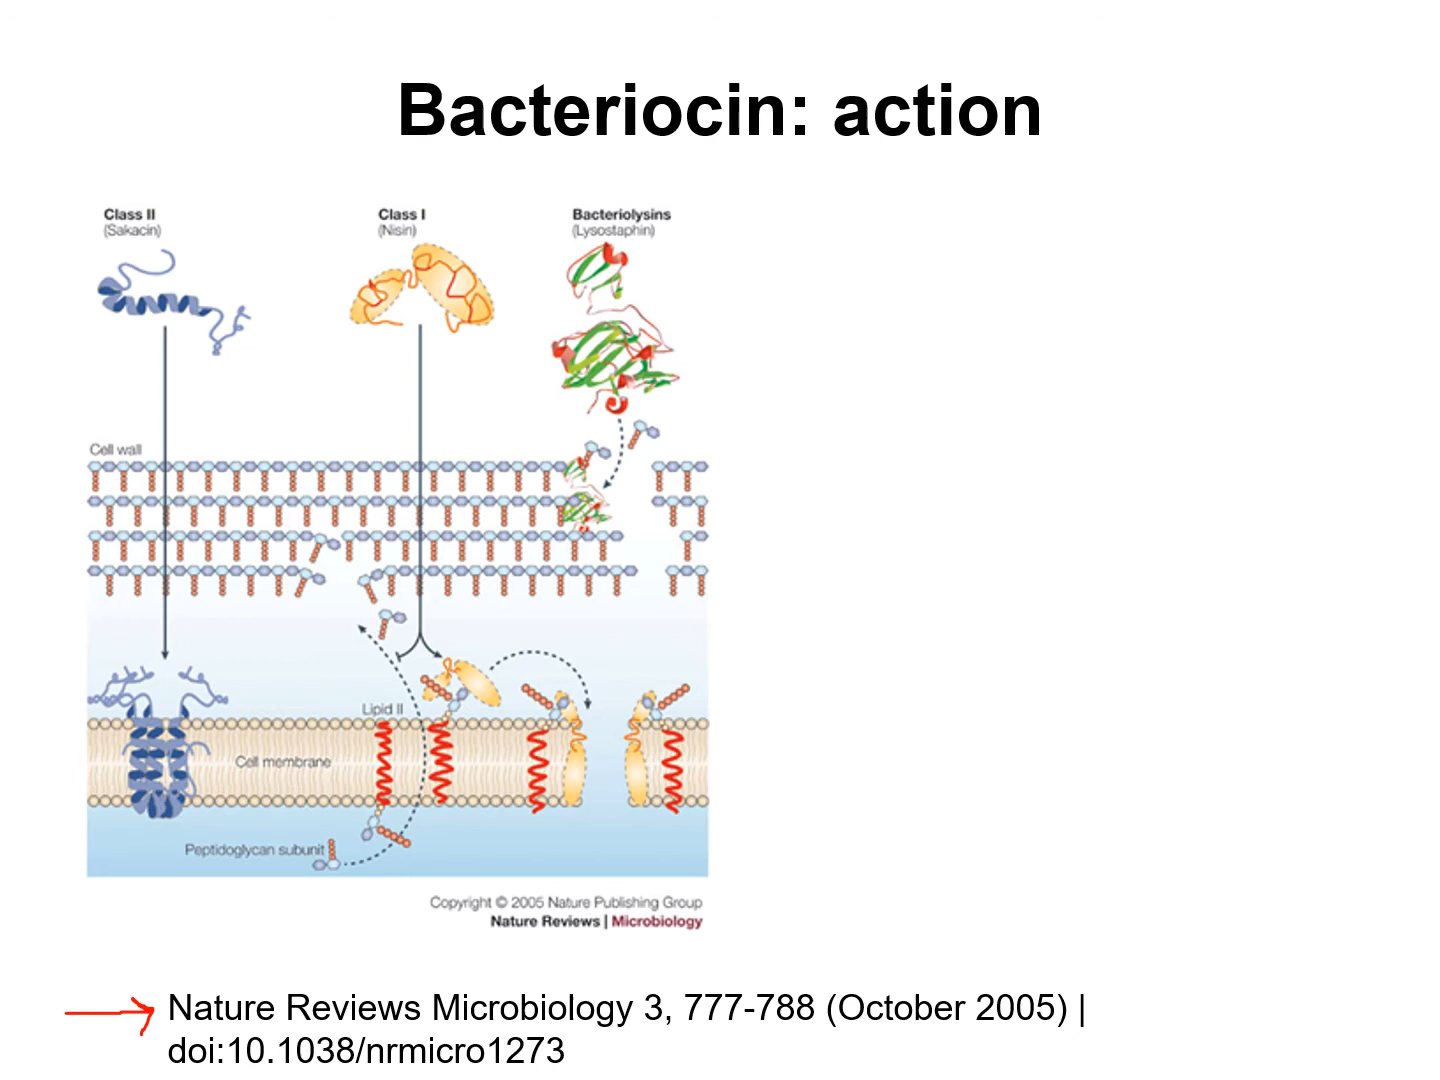 Bacteriocin: action
Class II
(Sakacin)
Class I
(Nisin)
Bacteriolysins
(Lysostaphin)
Cell wall
Lipid II
Cell membrane
Peptidoglycan subunit
Copyright © 2005 Nature Publishing Group
Nature Reviews | Microbiology
Nature Reviews Microbiology 3, 777-788 (October 2005) |
doi:10.1038/nrmicro1273